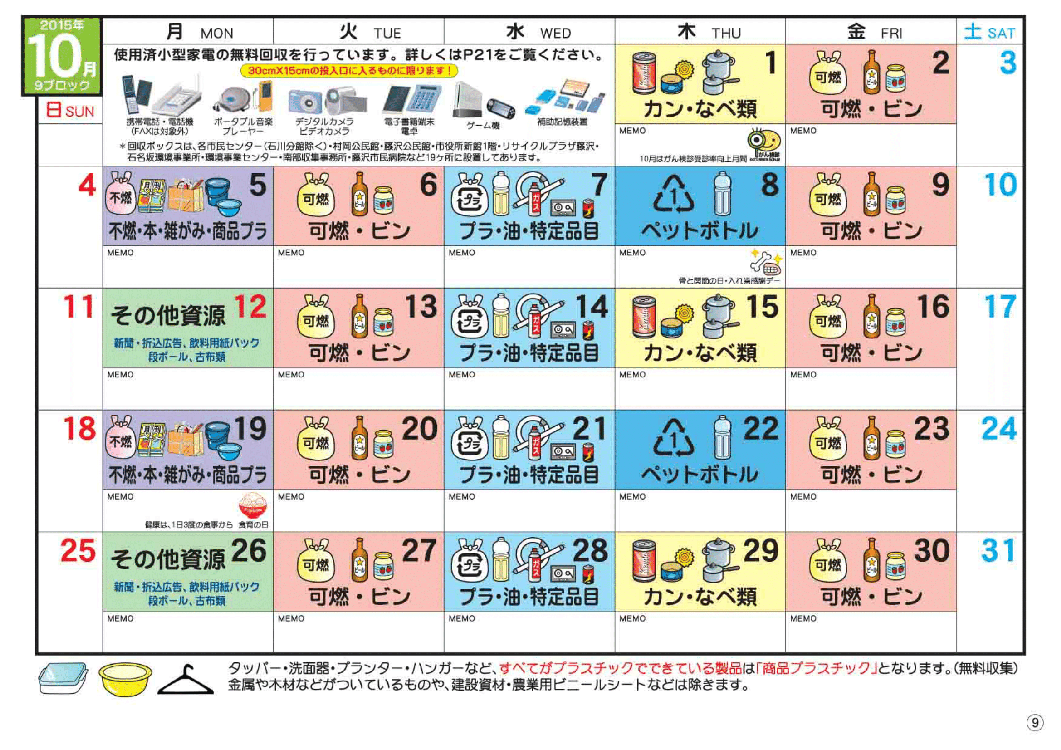 2015年
10月
9ブロック
日 SUN
月 MON
火 TUE
水 WED
木 THU
金 FRI
土 SAT
使用済小型家電の無料回収を行っています。詳しくはP21をご覧ください。
30cm×15cmの投入口に入るものに限ります!
携帯電話・電話機
(FAXは対象外)
ポータブル音楽
プレーヤー
デジタルカメラ
ビデオカメラ
電子書籍端末
電卓
ゲーム機
補助記憶装置
*回収ボックスは、各市民センター(石川分館除く)・村岡公民館・藤沢公民館・市役所新館1階・リサイクルプラザ藤沢・
石名坂環境事業所・環境事業センター・南部収集事務所・藤沢市民病院など19ヶ所に設置してあります。
1
カン・なべ類
MEMO
10月はがん検診受診率向上月間
がん検診
可燃
2
可燃・ビン
MEMO
3
4
不燃
5
不燃・本・雑がみ・商品プラ
MEMO
可燃
6
可燃・ビン
MEMO
プラ
7
プラ・油・特定品目
MEMO
1
8
ペットボトル
MEMO
骨と関節の日・入れ歯感謝デー
可燃
9
可燃・ビン
MEMO
10
11
その他資源 12
新聞・折込広告、飲料用紙パック
段ボール、古布類
MEMO
可燃
13
可燃・ビン
MEMO
プラ
14
プラ・油・特定品目
MEMO
15
カン・なべ類
MEMO
可燃
16
可燃・ビン
MEMO
17
18
不燃
19
不燃・本・雑がみ・商品プラ
MEMO
健康は、1日3度の食事から 食育の日
可燃
20
可燃・ビン
MEMO
プラ
21
プラ・油・特定品目
MEMO
1
22
ペットボトル
MEMO
可燃
23
可燃・ビン
MEMO
24
25
その他資源 26
新聞・折込広告、飲料用紙パック
段ボール、古布類
MEMO
可燃
27
可燃・ビン
MEMO
プラ
28
プラ・油・特定品目
MEMO
29
カン・なべ類
MEMO
可燃
30
可燃・ビン
MEMO
31
タッパー・洗面器・プランター・ハンガーなど、すべてがプラスチックでできている製品は「商品プラスチック」となります。(無料収集)
金属や木材などがついているものや、建設資材・農業用ビニールシートなどは除きます。
9